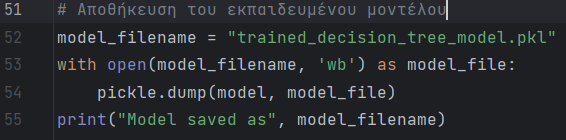 51 # Αποθήκευση του εκπαιδευμένου μοντέλου
52 model_filename = "trained_decision_tree_model.pkl"
53 with open(model_filename, 'wb') as model_file:
54     pickle.dump(model, model_file)
55 print("Model saved as", model_filename)